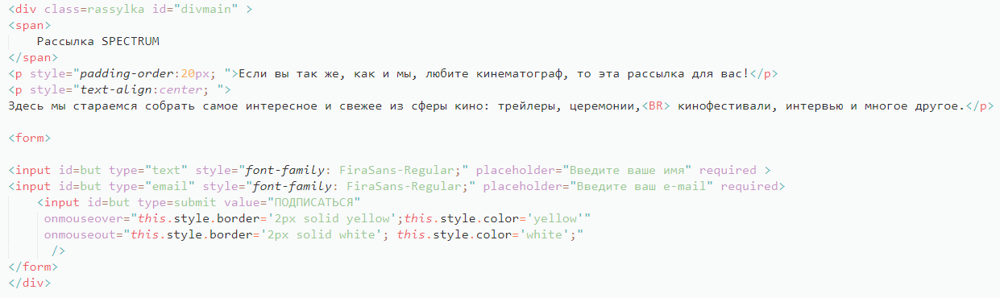 <div class=rassylka id="divmain" >
<span>
    Рассылка SPECTRUM
</span>
<p style="padding-order:20px; ">Если вы так же, как и мы, любите кинематограф, то эта рассылка для вас!</p>
<p style="text-align:center; ">
Здесь мы стараемся собрать самое интересное и свежее из сферы кино: трейлеры, церемонии,<BR> кинофестивали, интервью и многое другое.</p>

<form>

<input id=but type="text" style="font-family: FiraSans-Regular;" placeholder="Введите ваше имя" required >
<input id=but type="email" style="font-family: FiraSans-Regular;" placeholder="Введите ваш e-mail" required>
    <input id=but type=submit value="ПОДПИСАТЬСЯ"
     onmouseover="this.style.border='2px solid yellow';this.style.color='yellow'"
     onmouseout="this.style.border='2px solid white'; this.style.color='white';"
      />
</form>
</div>